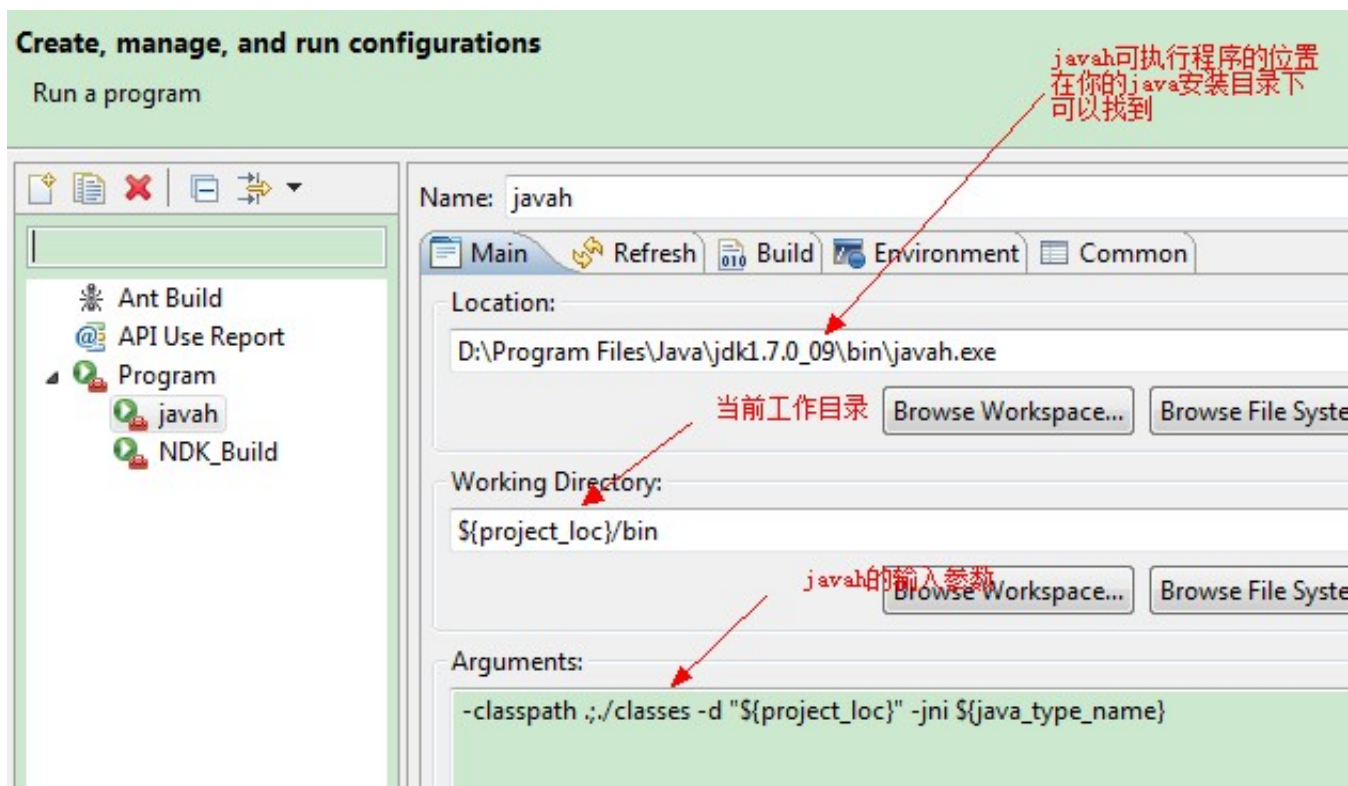 Create, manage, and run configurations
Run a program
javah可执行程序的位置
在你的java安装目录下
可以找到
Name: javah
Main Refresh Build Environment Common
Ant Build
API Use Report
Program
javah
NDK_Build
Location:
D:\Program Files\Java\jdk1.7.0_09\bin\javah.exe
当前工作目录
Browse Workspace... Browse File Syste
Working Directory:
${project_loc}/bin
javah的输入参数
Browse Workspace... Browse File Syste
Arguments:
-classpath .;./classes -d "${project_loc}" -jni ${java_type_name}